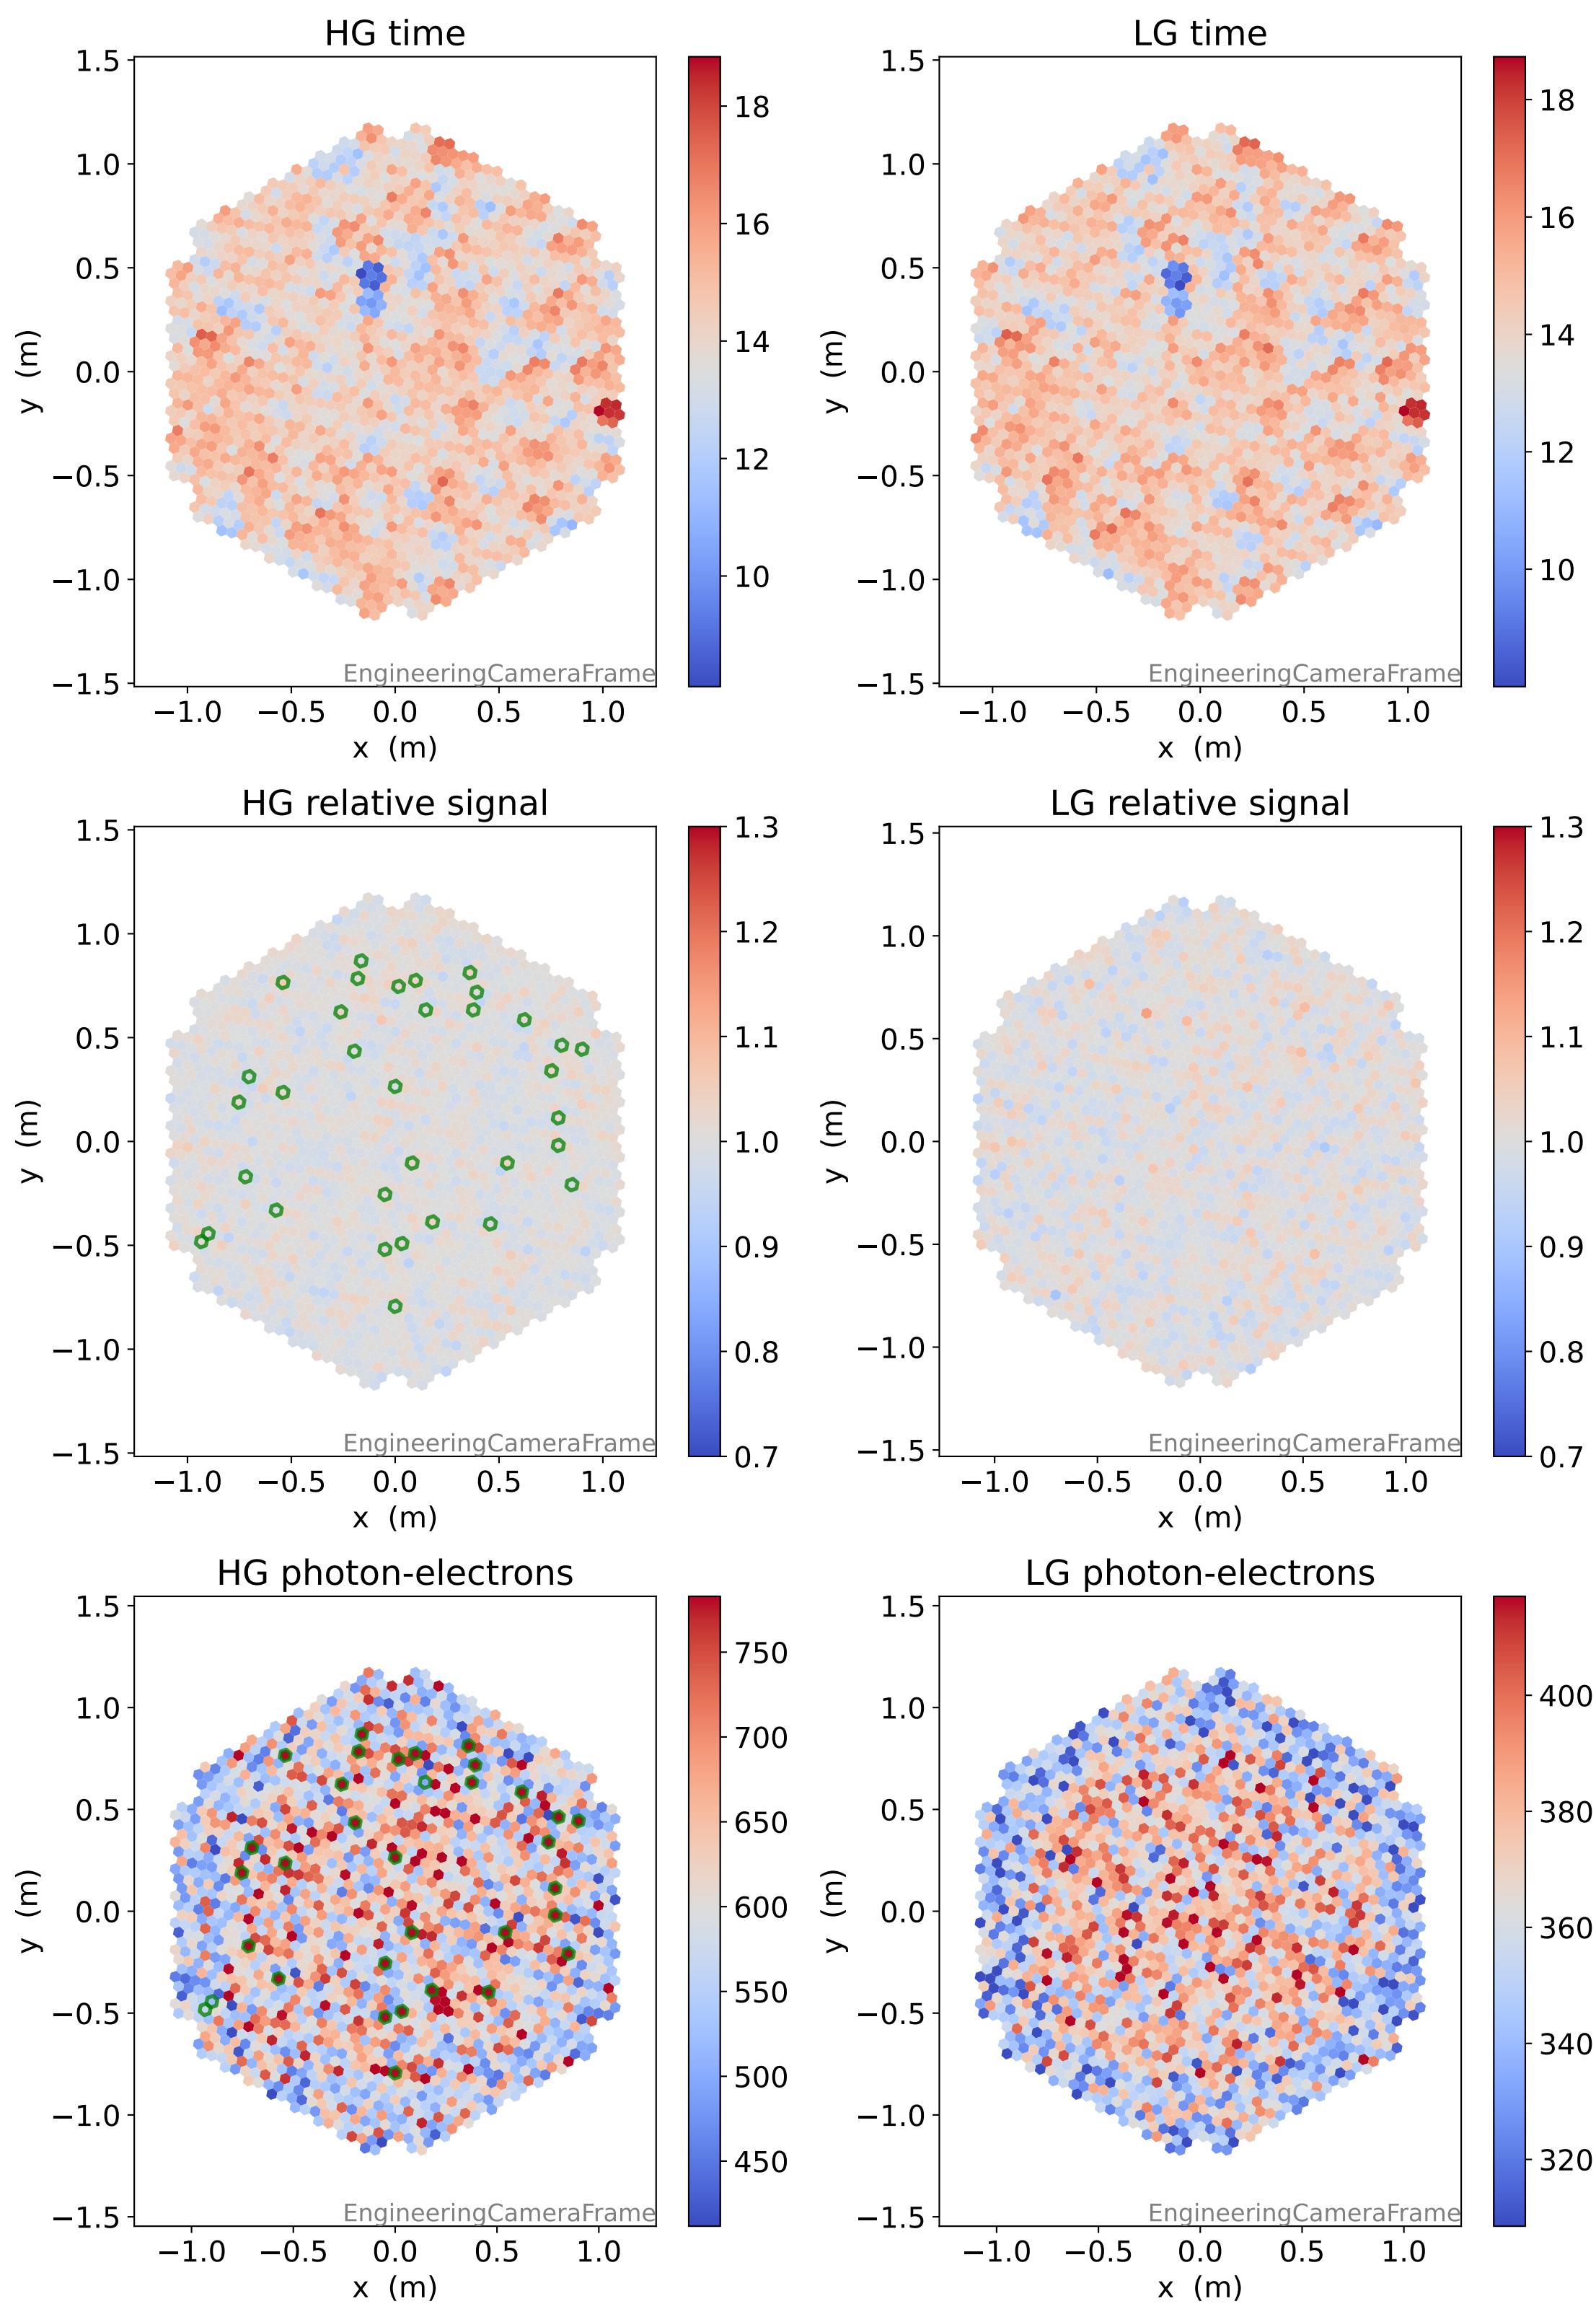 HG time
LG time
1.5
1.0
0.5
0.0
−0.5
−1.0
−1.5
y (m)
−1.0 −0.5 0.0 0.5 1.0
x (m)
EngineeringCameraFrame
18
16
14
12
10
1.5
1.0
0.5
0.0
−0.5
−1.0
−1.5
y (m)
−1.0 −0.5 0.0 0.5 1.0
x (m)
EngineeringCameraFrame
18
16
14
12
10
HG relative signal
LG relative signal
1.5
1.0
0.5
0.0
−0.5
−1.0
−1.5
y (m)
−1.0 −0.5 0.0 0.5 1.0
x (m)
EngineeringCameraFrame
1.3
1.2
1.1
1.0
0.9
0.8
0.7
1.5
1.0
0.5
0.0
−0.5
−1.0
−1.5
y (m)
−1.0 −0.5 0.0 0.5 1.0
x (m)
EngineeringCameraFrame
1.3
1.2
1.1
1.0
0.9
0.8
0.7
HG photon-electrons
LG photon-electrons
1.5
1.0
0.5
0.0
−0.5
−1.0
−1.5
y (m)
−1.0 −0.5 0.0 0.5 1.0
x (m)
EngineeringCameraFrame
750
700
650
600
550
500
450
1.5
1.0
0.5
0.0
−0.5
−1.0
−1.5
y (m)
−1.0 −0.5 0.0 0.5 1.0
x (m)
EngineeringCameraFrame
400
380
360
340
320